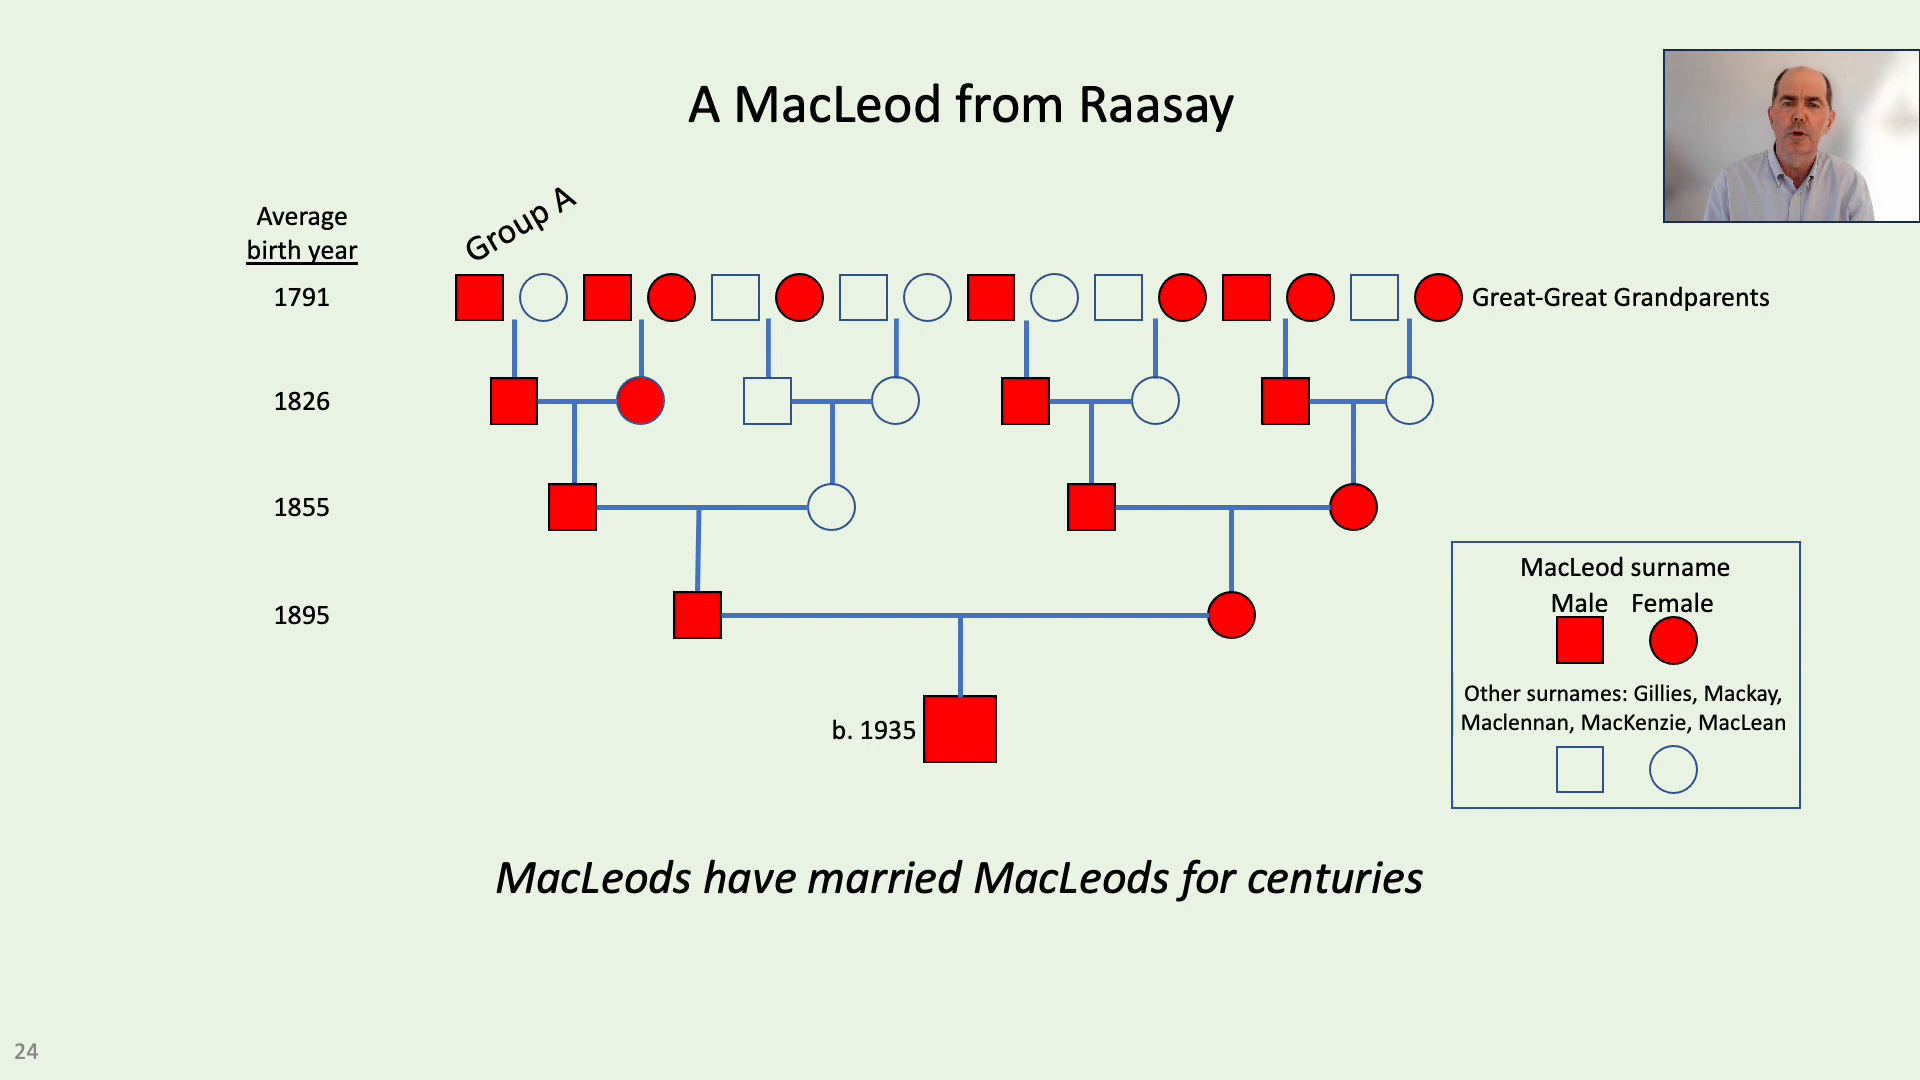 A MacLeod from Raasay
Group A
Average
birth year
1791
Great-Great Grandparents
1826
1855
1895
b. 1935
MacLeod surname
Male Female
Other surnames: Gillies, Mackay,
Maclennan, MacKenzie, MacLean
MacLeods have married MacLeods for centuries
24